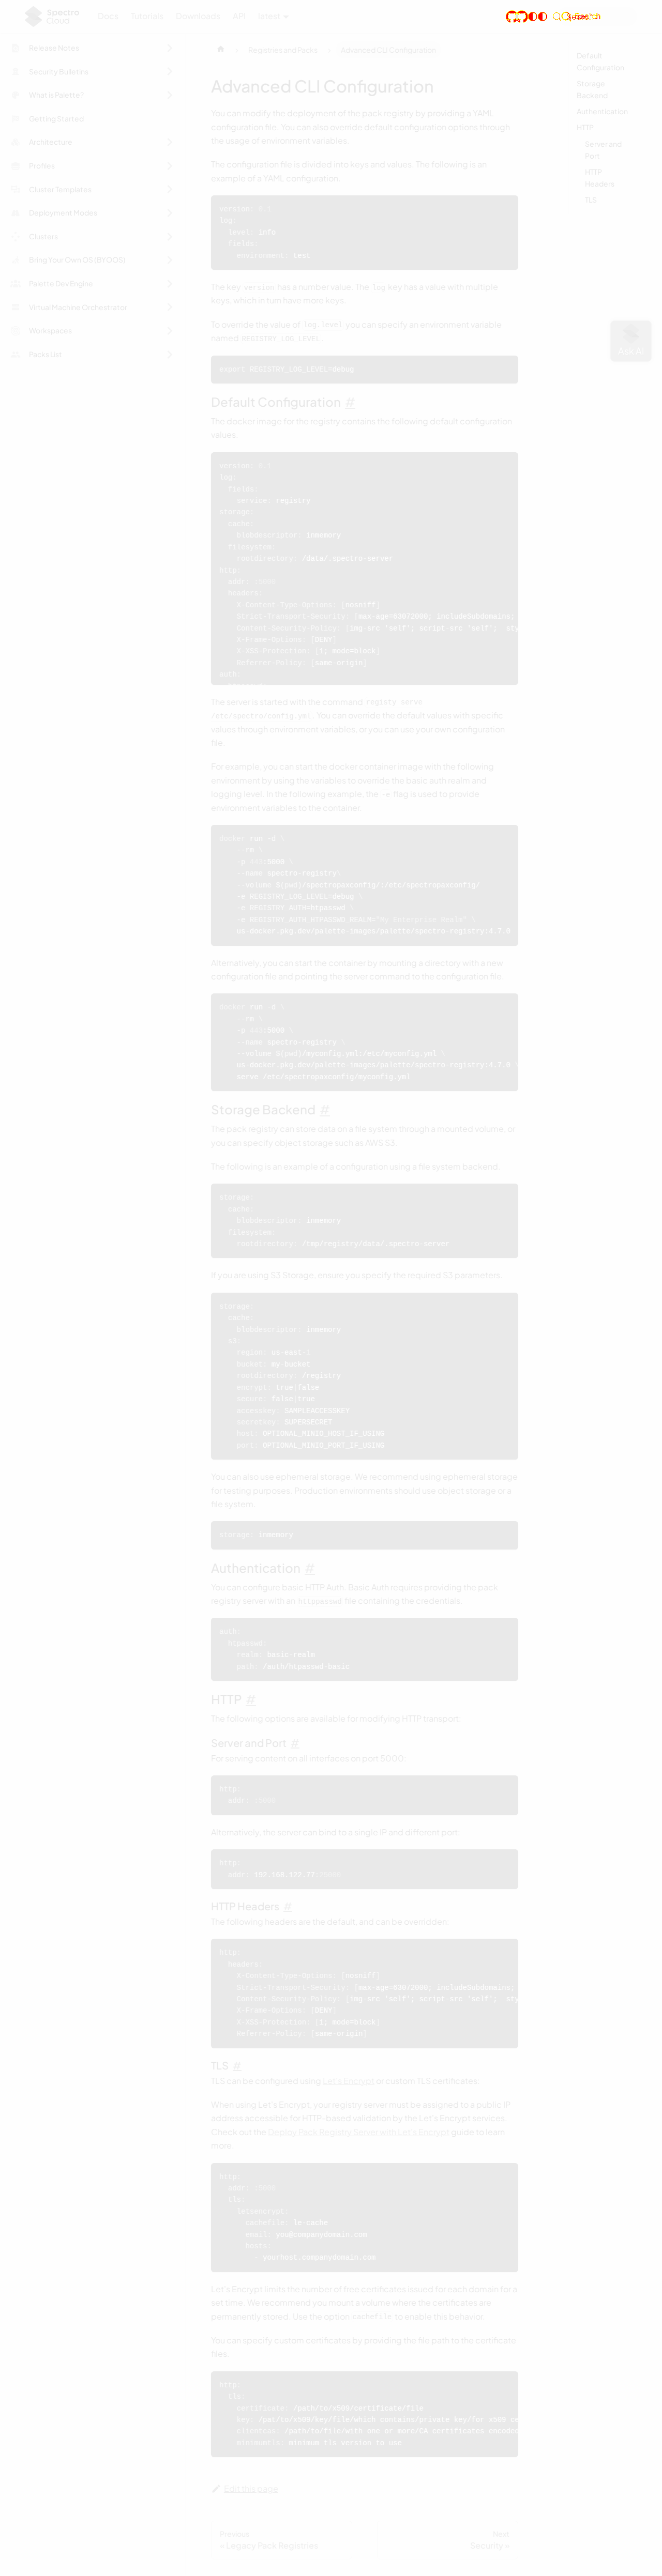 Spectro Cloud
Docs Tutorials Downloads API latest
Release Notes
Security Bulletins
What is Palette?
Getting Started
Architecture
Profiles
Cluster Templates
Deployment Modes
Clusters
Bring Your Own OS (BYOOS)
Palette Dev Engine
Virtual Machine Orchestrator
Workspaces
Packs List
Registries and Packs
Advanced CLI Configuration
Advanced CLI Configuration
You can modify the deployment of the pack registry by providing a YAML
configuration file. You can also override default configuration options through
the usage of environment variables.
The configuration file is divided into keys and values. The following is an
example of a YAML configuration.
version: 0.1
log:
level: info
fields:
environment: test
The key version has a number value. The log key has a value with multiple
keys, which in turn have more keys.
To override the value of log.level you can specify an environment variable
named REGISTRY_LOG_LEVEL:
export REGISTRY_LOG_LEVEL=debug
Default Configuration #
The docker image for the registry contains the following default configuration
values:
version: 0.1
log:
fields:
service: registry
storage:
cache:
blobdescriptor: inmemory
filesystem:
rootdirectory: /data/.spectro-server
http:
addr: :5000
headers:
X-Content-Type-Options: [nosniff]
Strict-Transport-Security: [max-age=63072000; includeSubdomains;
Content-Security-Policy: [img-src 'self'; script-src 'self'; sty
X-Frame-Options: [DENY]
X-XSS-Protection: [1; mode=block]
Referrer-Policy: [same-origin]
auth:
The server is started with the command registry serve
/etc/spectro/config.yml. You can override the default values with specific
values through environment variables, or you can use your own configuration
file.
For example, you can start the docker container image with the following
environment by using the variables to override the basic auth realm and
logging level. In the following example, the -e flag is used to provide
environment variables to the container.
docker run -d \
--rm \
-p 443:5000 \
--name spectro-registry\
--volume $(pwd)/spectropaxconfig/:/etc/spectropaxconfig/
-e REGISTRY_LOG_LEVEL=debug \
-e REGISTRY_AUTH=htpasswd \
-e REGISTRY_AUTH_HTPASSWD_REALM="My Enterprise Realm" \
us-docker.pkg.dev/palette-images/palette/spectro-registry:4.7.0
Alternatively, you can start the container by mounting a directory with a new
configuration file and pointing the server command to the configuration file.
docker run -d \
--rm \
-p 443:5000 \
--name spectro-registry \
--volume $(pwd)/myconfig.yml:/etc/myconfig.yml \
us-docker.pkg.dev/palette-images/palette/spectro-registry:4.7.0 \
serve /etc/spectropaxconfig/myconfig.yml
Storage Backend #
The pack registry can store data on a file system through a mounted volume, or
you can specify object storage such as AWS S3.
The following is an example of a configuration using a file system backend.
storage:
cache:
blobdescriptor: inmemory
filesystem:
rootdirectory: /tmp/registry/data/.spectro-server
If you are using S3 Storage, ensure you specify the required S3 parameters.
storage:
cache:
blobdescriptor: inmemory
s3:
region: us-east-1
bucket: my-bucket
rootdirectory: /registry
encrypt: true|false
secure: false|true
accesskey: SAMPLEACCESSKEY
secretkey: SUPERSECRET
host: OPTIONAL_MINIO_HOST_IF_USING
port: OPTIONAL_MINIO_PORT_IF_USING
You can also use ephemeral storage. We recommend using ephemeral storage
for testing purposes. Production environments should use object storage or a
file system.
storage: inmemory
Authentication #
You can configure basic HTTP Auth. Basic Auth requires providing the pack
registry server with an httppasswd file containing the credentials.
auth:
htpasswd:
realm: basic-realm
path: /auth/htpasswd-basic
HTTP #
The following options are available for modifying HTTP transport:
Server and Port #
For serving content on all interfaces on port 5000:
http:
addr: :5000
Alternatively, the server can bind to a single IP and different port:
http:
addr: 192.168.122.77:25000
HTTP Headers #
The following headers are the default, and can be overridden:
http:
headers:
X-Content-Type-Options: [nosniff]
Strict-Transport-Security: [max-age=63072000; includeSubdomains;
Content-Security-Policy: [img-src 'self'; script-src 'self'; sty
X-Frame-Options: [DENY]
X-XSS-Protection: [1; mode=block]
Referrer-Policy: [same-origin]
TLS #
TLS can be configured using Let's Encrypt or custom TLS certificates.
When using Let's Encrypt, your registry server must be assigned to a public IP
address accessible for HTTP-based validation by the Let's Encrypt services.
Check out the Deploy Pack Registry Server with Let's Encrypt guide to learn
more.
http:
addr: :5000
tls:
letsencrypt:
cachefile: le-cache
email: you@companydomain.com
hosts:
- yourhost.companydomain.com
Let's Encrypt limits the number of free certificates issued for each domain for a
set time. We recommend you mount a volume where the certificates are
permanently stored. Use the option cachefile to enable this behavior.
You can specify custom certificates by providing the file path to the certificate
files.
http:
tls:
certificate: /path/to/x509/certificate/file
key: /pat/to/x509/key/file/which contains/private key/for x509 ce
clientcas: /path/to/file/with one or more/CA certificates encoded
minimumtls: minimum tls version to use
Edit this page
Previous
« Legacy Pack Registries
Next
Security »
Default
Configuration
Storage
Backend
Authentication
HTTP
Server and
Port
HTTP
Headers
TLS
Ask AI